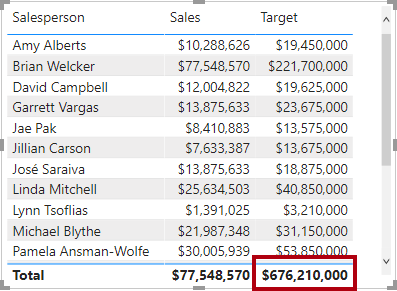 Salesperson Sales Target
Amy Alberts $10,288,626 $19,450,000
Brian Welcker $77,548,570 $221,700,000
David Campbell $12,004,822 $19,625,000
Garrett Vargas $13,875,633 $23,675,000
Jae Pak $8,410,883 $13,575,000
Jillian Carson $7,633,387 $13,675,000
José Saraiva $13,875,633 $18,875,000
Linda Mitchell $25,634,503 $40,850,000
Lynn Tsoflias $1,391,025 $3,210,000
Michael Blythe $21,987,348 $31,150,000
Pamela Ansman-Wolfe $30,005,939 $53,850,000
Total $77,548,570 $676,210,000